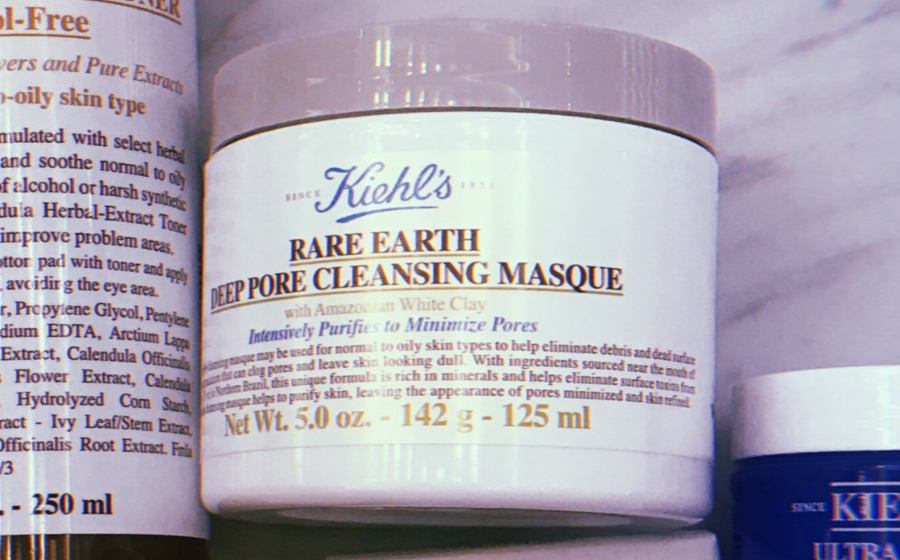 NER
ol-Free
vers and Pure Extracts
o-oily skin type
mulated with select herbal
and soothe normal to oily
of alcohol or harsh synthetic
dula Herbal-Extract Toner
improve problem areas.
otton pad with toner and apply
avoiding the eye area.
r, Propylene Glycol, Pentylene
dium EDTA, Arctium Lappa
Extract, Calendula Officinalis
Flower Extract, Calendula
Hydrolyzed Corn Starch,
ract - Ivy Leaf/Stem Extract,
Officinalis Root Extract.
/3
. - 250 ml
SINCE Kiehl's 1851
RARE EARTH
DEEP PORE CLEANSING MASQUE
with Amazonian White Clay
Intensively Purifies to Minimize Pores
masque may be used for normal to oily skin types to help eliminate debris and dead surface
that can clog pores and leave skin looking dull. With ingredients sourced near the mouth of
Northern Brazil, this unique formula is rich in minerals and helps eliminate surface toxins from
masque helps to purify skin, leaving the appearance of pores minimized and skin refined.
Net Wt. 5.0 oz. - 142 g - 125 ml
SINCE KIE
ULTRA